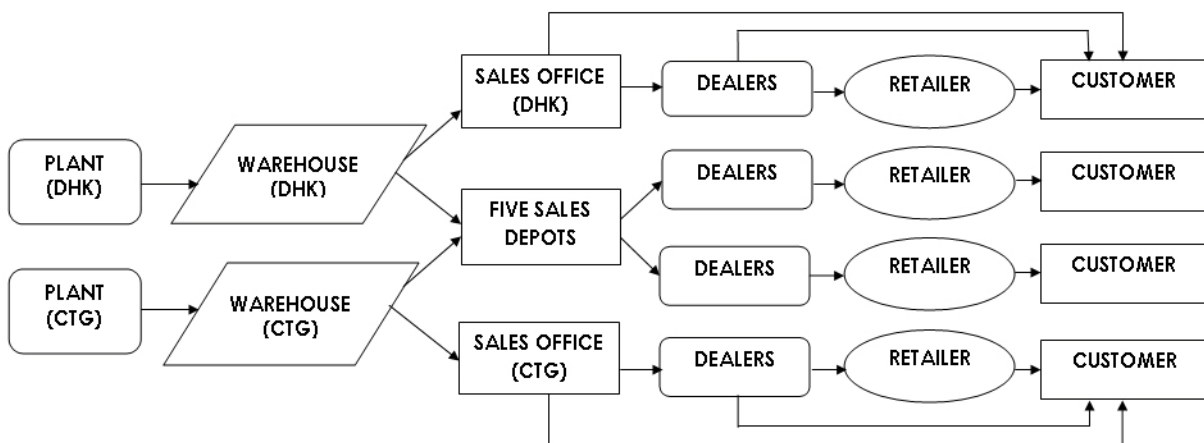 SALES OFFICE
(DHK)
DEALERS
RETAILER
CUSTOMER
PLANT
(DHK)
WAREHOUSE
(DHK)
DEALERS
RETAILER
CUSTOMER
FIVE SALES
DEPOTS
DEALERS
RETAILER
CUSTOMER
PLANT
(CTG)
WAREHOUSE
(CTG)
SALES OFFICE
(CTG)
DEALERS
RETAILER
CUSTOMER